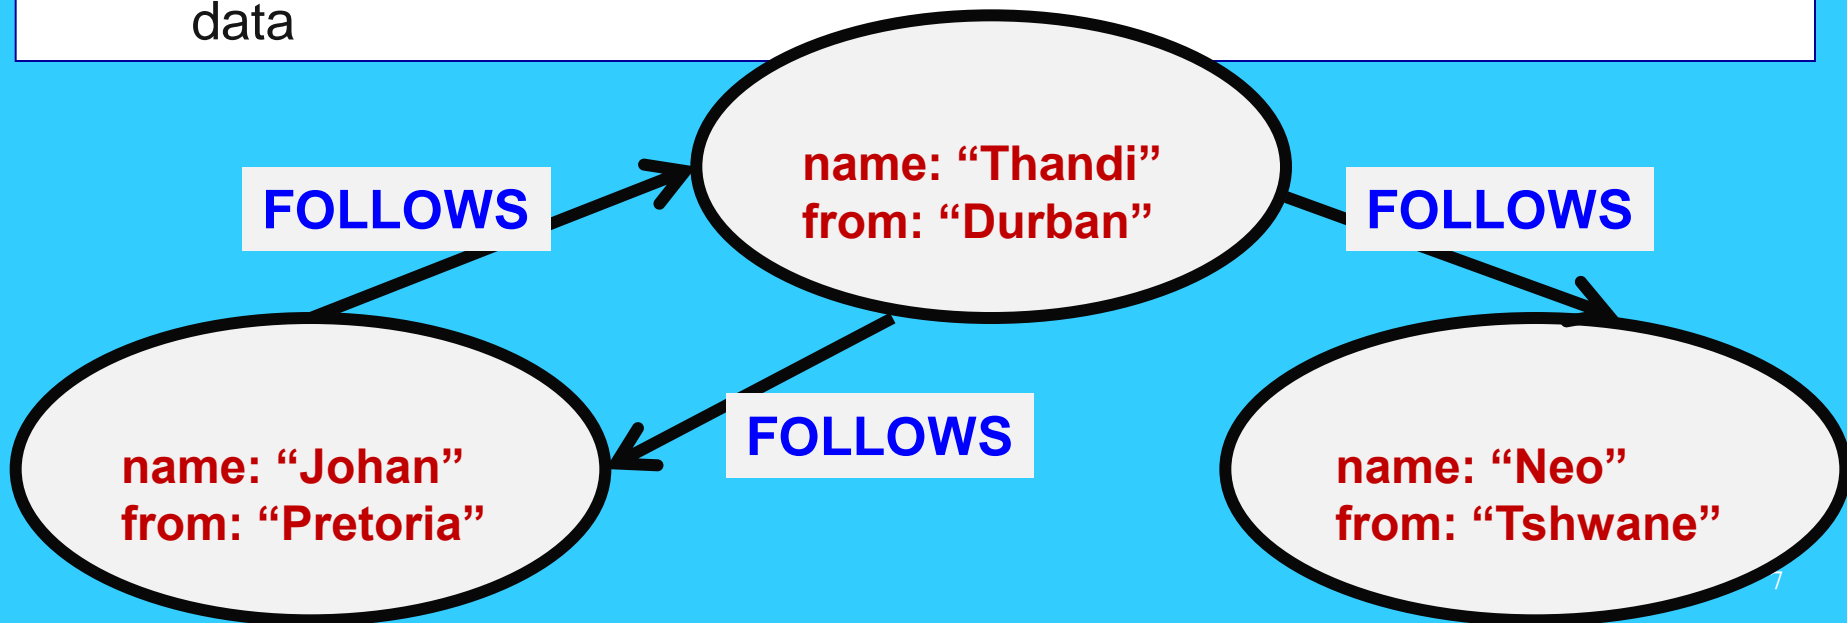 data
name: “Thandi”
from: “Durban”
FOLLOWS
FOLLOWS
FOLLOWS
name: “Johan”
from: “Pretoria”
name: “Neo”
from: “Tshwane”
7